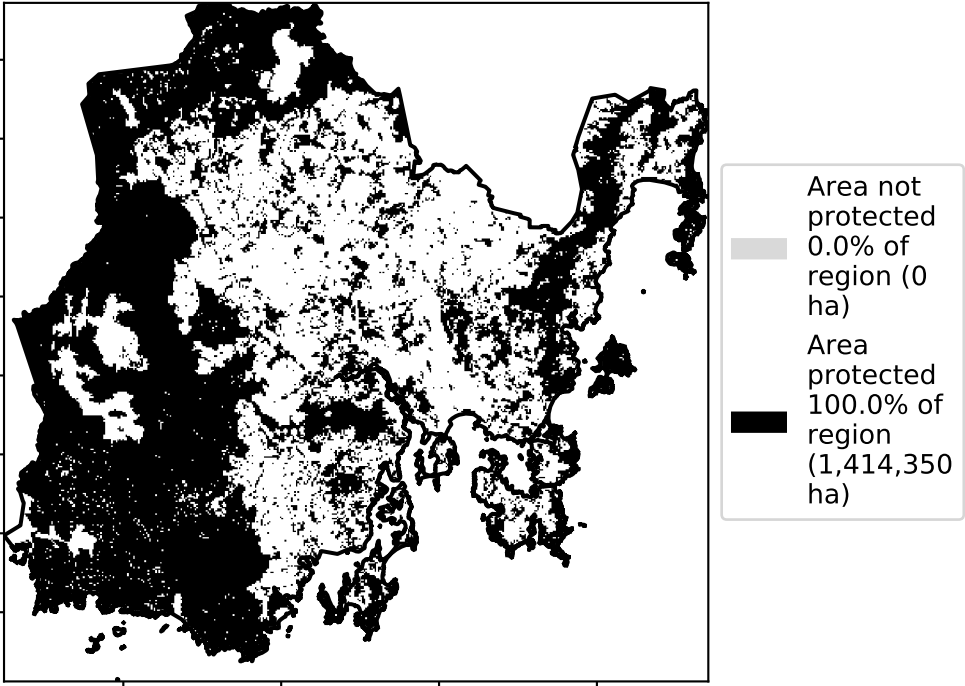 Area not
protected
0.0% of
region (0
ha)
Area
protected
100.0% of
region
(1,414,350
ha)